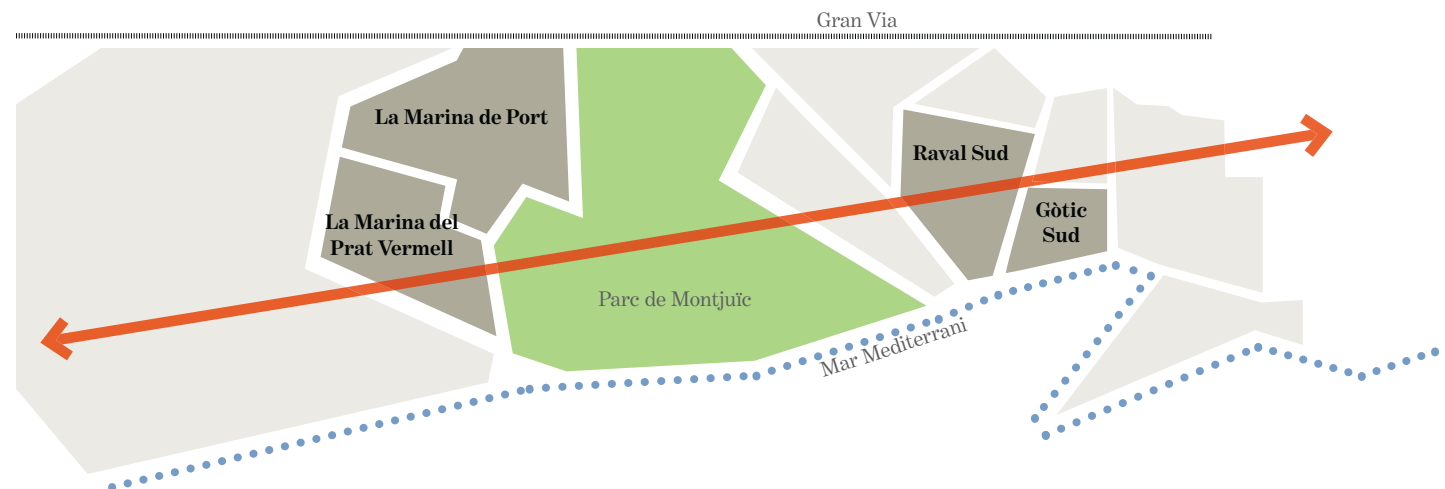 Gran Via
La Marina de Port
Raval Sud
La Marina del
Prat Vermell
Gòtic
Sud
Parc de Montjuïc
Mar Mediterrani